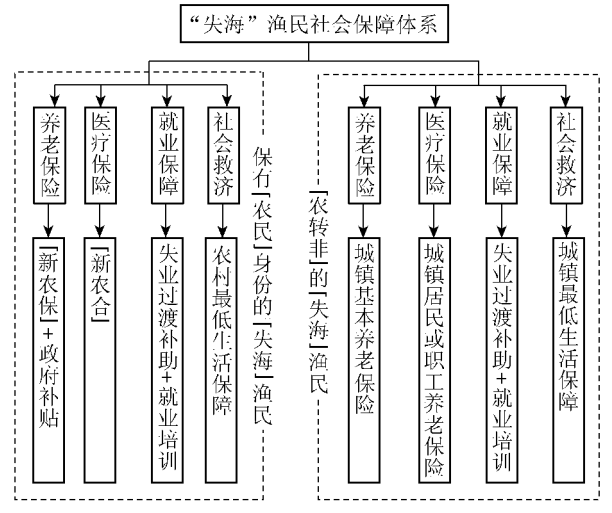 “失海”渔民社会保障体系
养老保险
医疗保险
就业保障
社会救济
「新农保」+政府补贴
「新农合」
失业过渡补助+就业培训
农村最低生活保障
保有「农民」身份的「失海」渔民
「农转非」的「失海」渔民
养老保险
医疗保险
就业保障
社会救济
城镇基本养老保险
城镇居民或职工养老保险
失业过渡补助+就业培训
城镇最低生活保障